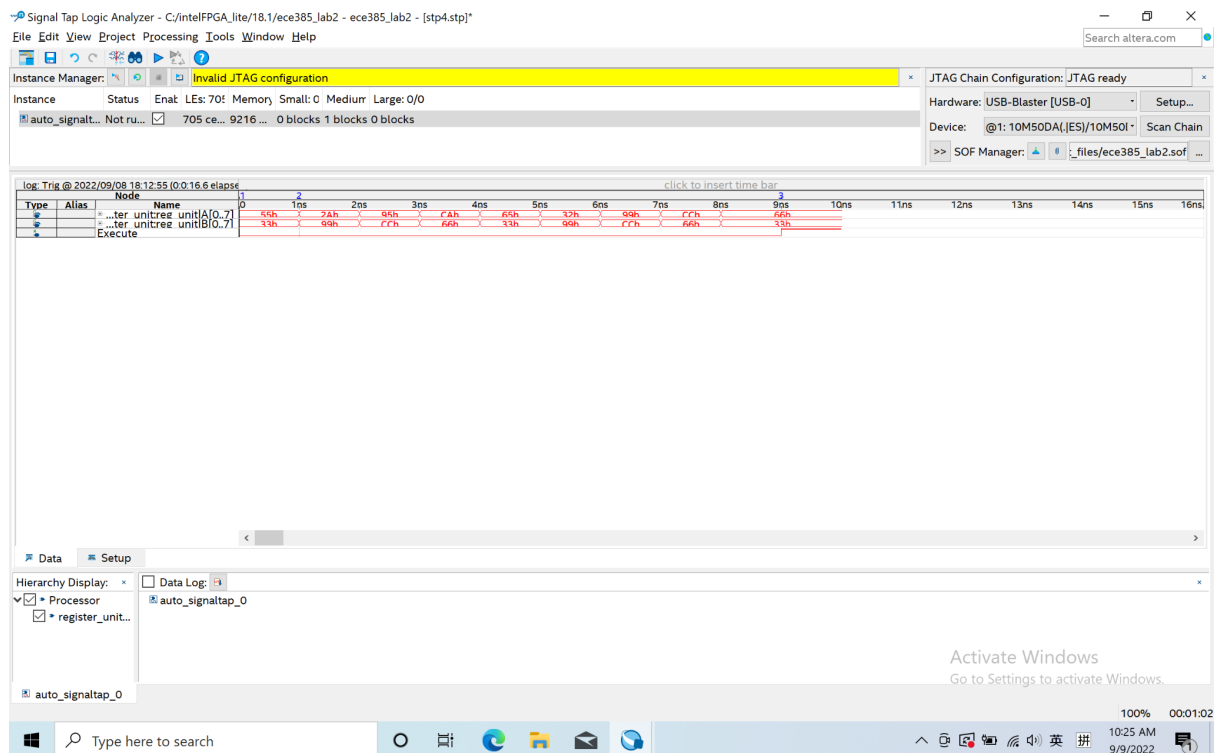 Signal Tap Logic Analyzer - C:/intelFPGA_lite/18.1/ece385_lab2 - ece385_lab2 - [stp4.stp]*
File Edit View Project Processing Tools Window Help
Search altera.com
Instance Manager: Invalid JTAG configuration
JTAG Chain Configuration: JTAG ready
Instance Status Enat LEs: 705 Memory Small: 0 Medium Large: 0/0
auto_signalt... Not ru... 705 ce... 9216 ... 0 blocks 1 blocks 0 blocks
Hardware: USB-Blaster [USB-0] Setup...
Device: @1: 10M50DA(.|ES)/10M50I Scan Chain
>> SOF Manager: :_files/ece385_lab2.sof ...
log: Trig @ 2022/09/08 18:12:55 (0:0:16.6 elapse
click to insert time bar
Node
1 2 3
Type Alias Name
0 1ns 2ns 3ns 4ns 5ns 6ns 7ns 8ns 9ns 10ns 11ns 12ns 13ns 14ns 15ns 16ns
...ter_unit:reg_unit|A[0..7] 55h 2Ah 95h CAh 65h 32h 99h CCh 66h
...ter_unit:reg_unit|B[0..7] 33h 99h CCh 66h 33h 99h CCh 66h 33h
Execute
Data Setup
Hierarchy Display: Data Log:
Processor auto_signaltap_0
register_unit...
Activate Windows
Go to Settings to activate Windows.
auto_signaltap_0
100% 00:01:02
Type here to search
英 拼
10:25 AM
9/9/2022